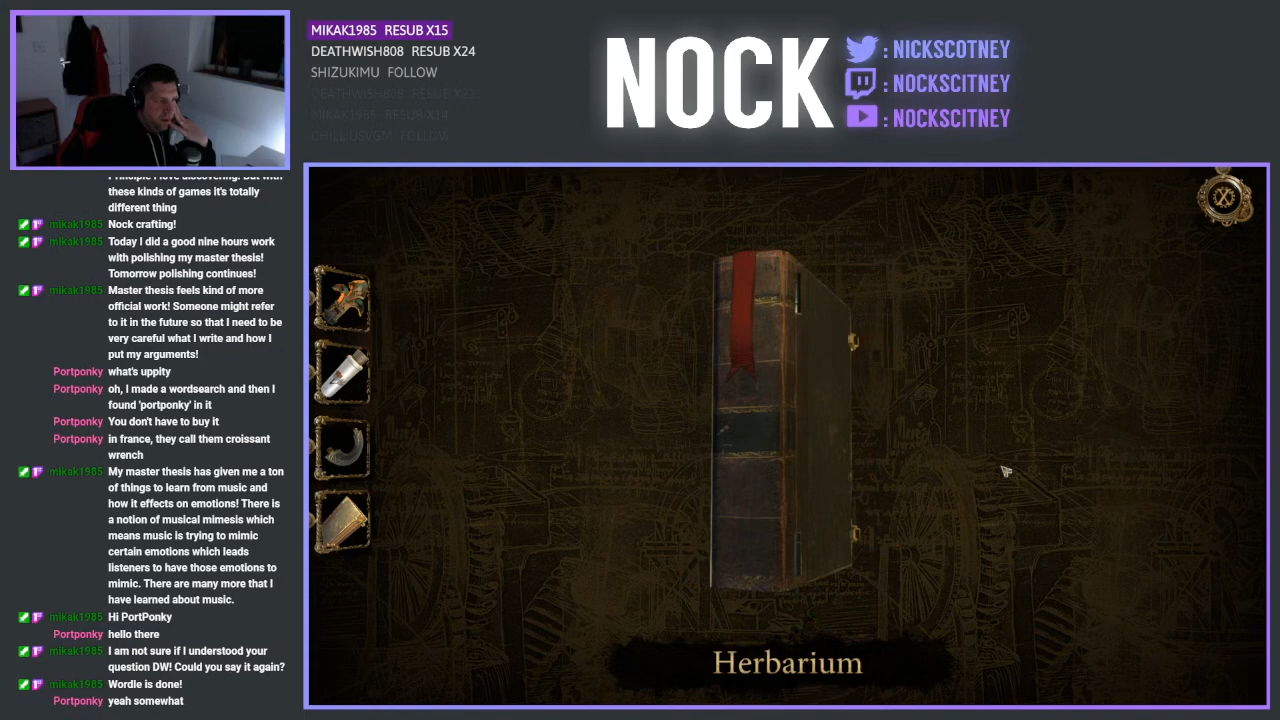 MIKAK1985 RESUB X15
DEATHWISH808 RESUB X24
SHIZUKIMU FOLLOW
MIKAK1985 RESUB X14
NOCK
: NICKSCOTNEY
: NOCKSCITNEY
: NOCKSCITNEY
Principle I love discovering. But with
these kinds of games it's totally
different thing
mikak1985 Nock crafting!
mikak1985 Today I did a good nine hours work
with polishing my master thesis!
Tomorrow polishing continues!
mikak1985 Master thesis feels kind of more
official work! Someone might refer
to it in the future so that I need to be
very careful what I write and how I
put my arguments!
Portponky what's uppity
Portponky oh, I made a wordsearch and then I
found 'portponky' in it
Portponky You don't have to buy it
Portponky in france, they call them croissant
wrench
mikak1985 My master thesis has given me a ton
of things to learn from music and
how it effects on emotions! There is
a notion of musical mimesis which
means music is trying to mimic
certain emotions which leads
listeners to have those emotions to
mimic. There are many more that I
have learned about music.
mikak1985 Hi PortPonky
Portponky hello there
mikak1985 I am not sure if I understood your
question DW! Could you say it again?
mikak1985 Wordle is done!
Portponky yeah somewhat
Herbarium